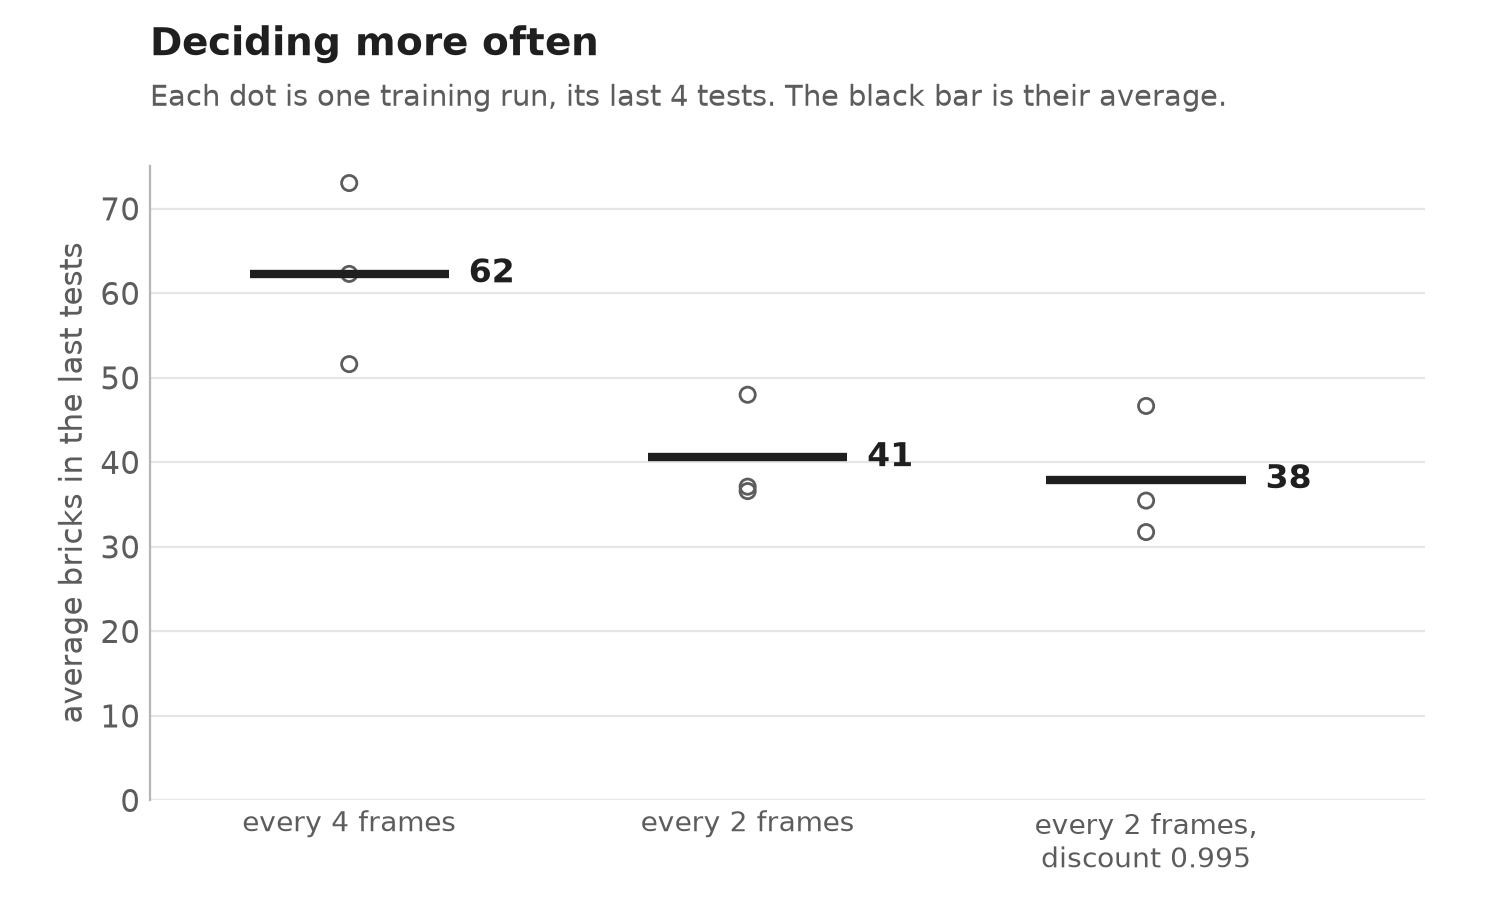 Deciding more often
Each dot is one training run, its last 4 tests. The black bar is their average.
average bricks in the last tests
70
60
50
40
30
20
10
0
62
41
38
every 4 frames
every 2 frames
every 2 frames,
discount 0.995